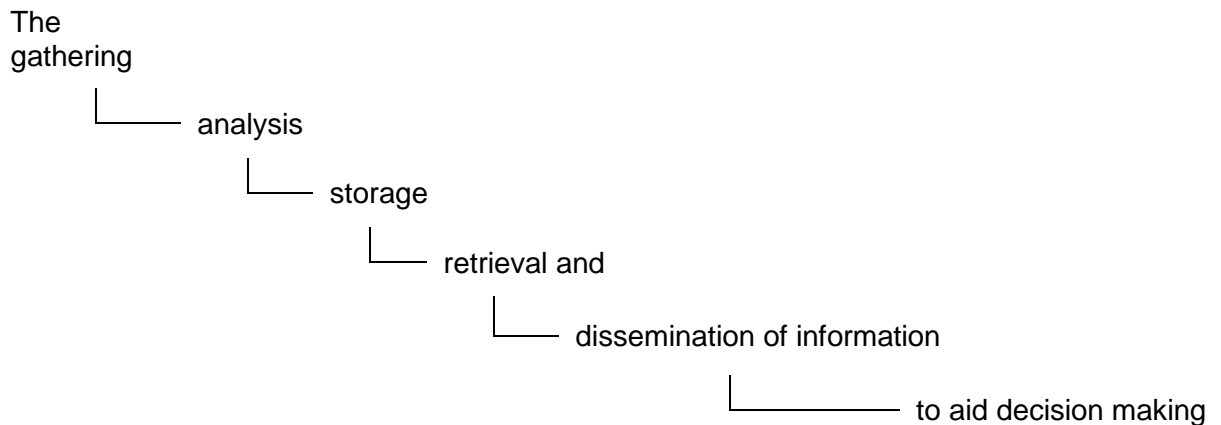 The
gathering
analysis
storage
retrieval and
dissemination of information
to aid decision making